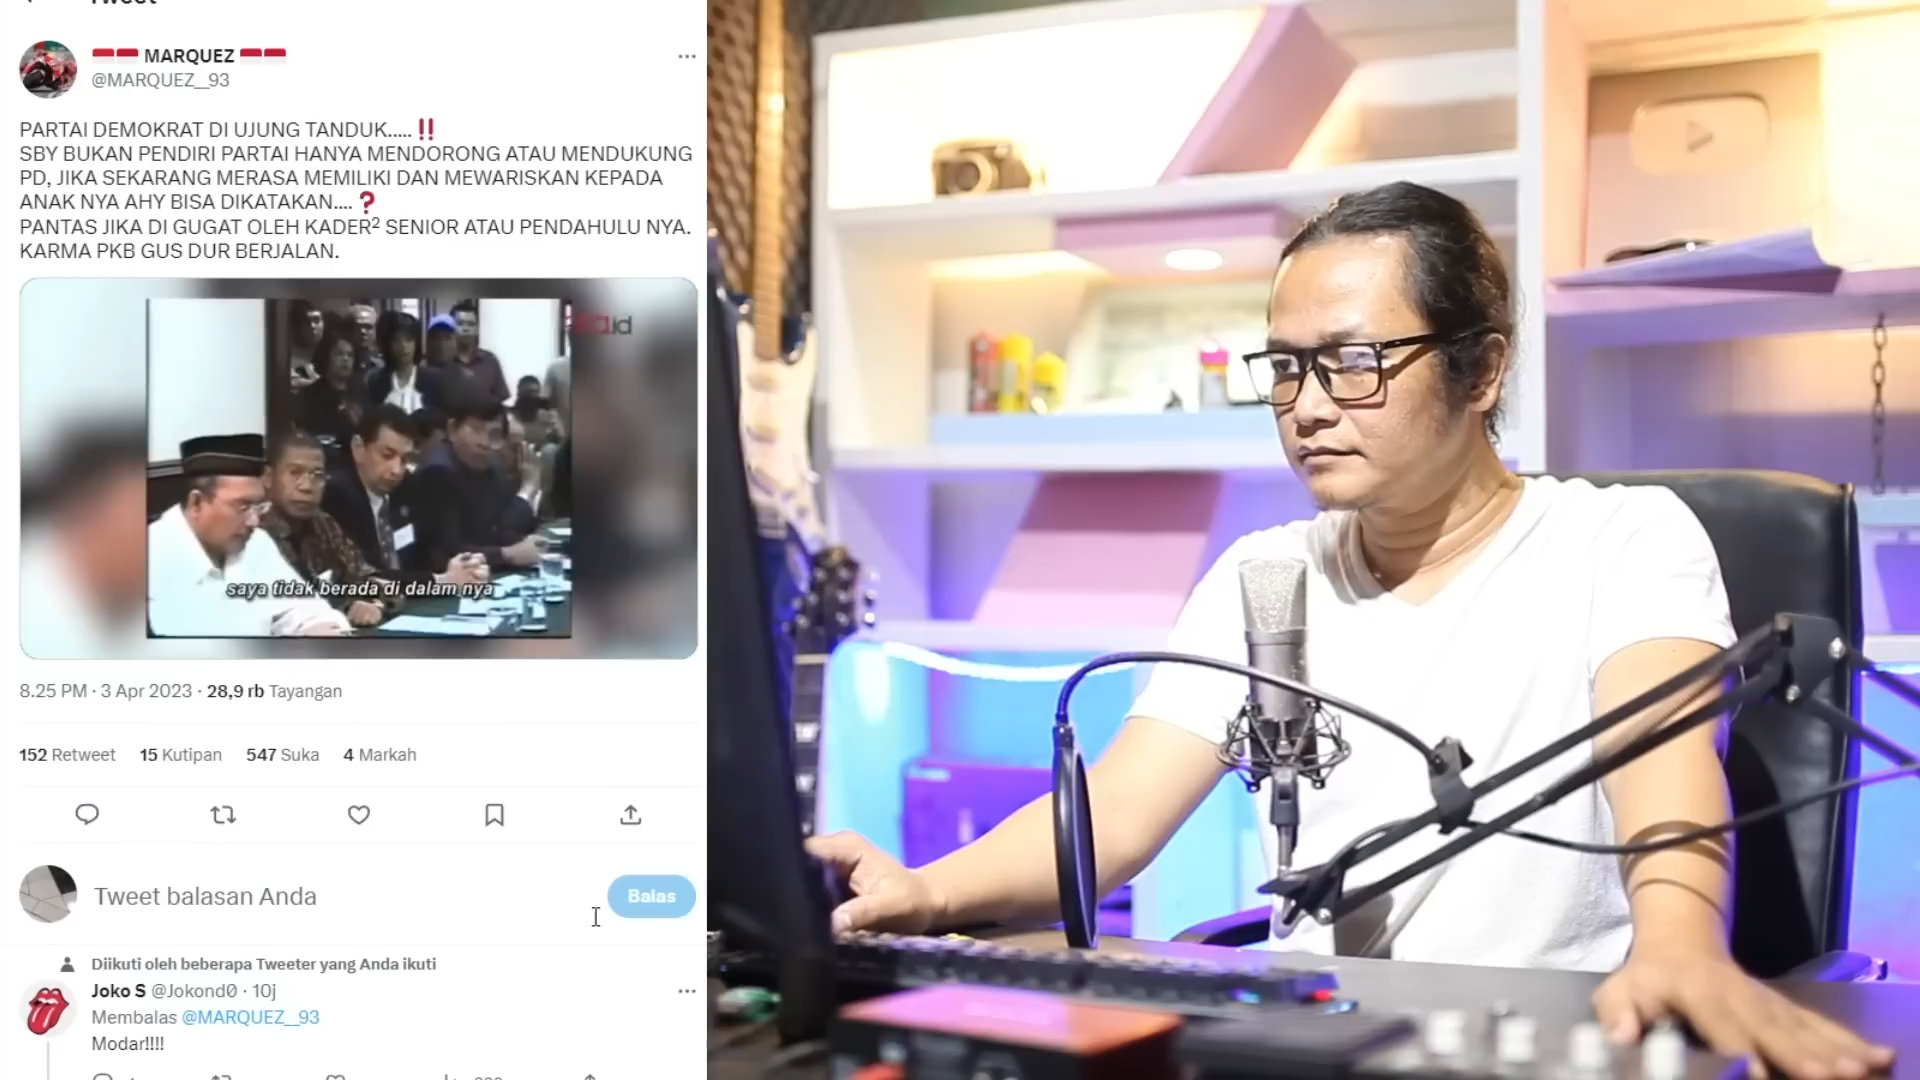 Tweet
MARQUEZ
@MARQUEZ__93
PARTAI DEMOKRAT DI UJUNG TANDUK..... ‼️
SBY BUKAN PENDIRI PARTAI HANYA MENDORONG ATAU MENDUKUNG
PD, JIKA SEKARANG MERASA MEMILIKI DAN MEWARISKAN KEPADA
ANAK NYA AHY BISA DIKATAKAN.... ❓
PANTAS JIKA DI GUGAT OLEH KADER² SENIOR ATAU PENDAHULU NYA.
KARMA PKB GUS DUR BERJALAN.
saya tidak berada di dalam nya
8.25 PM · 3 Apr 2023 · 28,9 rb Tayangan
152 Retweet 15 Kutipan 547 Suka 4 Markah
Tweet balasan Anda
Balas
Diikuti oleh beberapa Tweeter yang Anda ikuti
Joko S @Jokond0 · 10j
Membalas @MARQUEZ__93
Modar!!!!